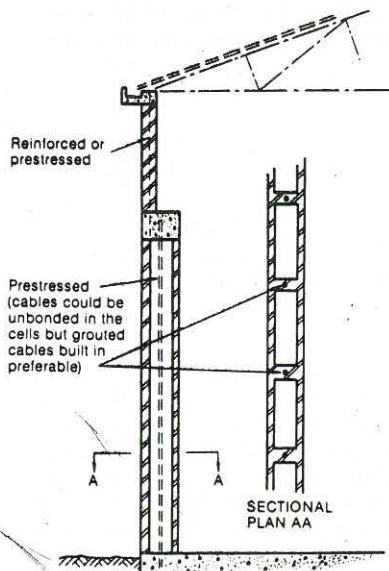 Reinforced or
prestressed
Prestressed
(cables could be
unbonded in the
cells but grouted
cables built in
preferable)
A
A
SECTIONAL
PLAN AA